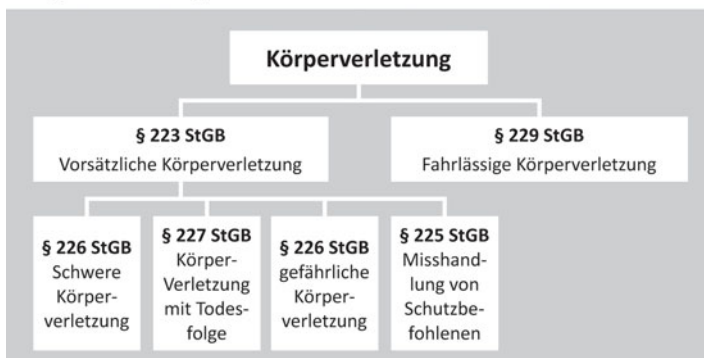 Körperverletzung
§ 223 StGB
Vorsätzliche Körperverletzung
§ 229 StGB
Fahrlässige Körperverletzung
§ 226 StGB
Schwere
Körper-
verletzung
§ 227 StGB
Körper-
Verletzung
mit Todes-
folge
§ 226 StGB
gefährliche
Körper-
verletzung
§ 225 StGB
Misshand-
lung von
Schutzbe-
fohlenen